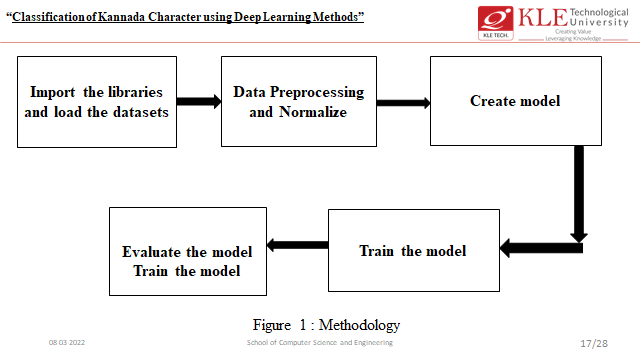 “Classification of Kannada Character using Deep Learning Methods”
KLE TECH.
KLE Technological
University
Creating Value
Leveraging Knowledge
Import the libraries
and load the datasets
Data Preprocessing
and Normalize
Create model
Evaluate the model
Train the model
Train the model
Figure 1 : Methodology
08 03 2022
School of Computer Science and Engineering
17/28